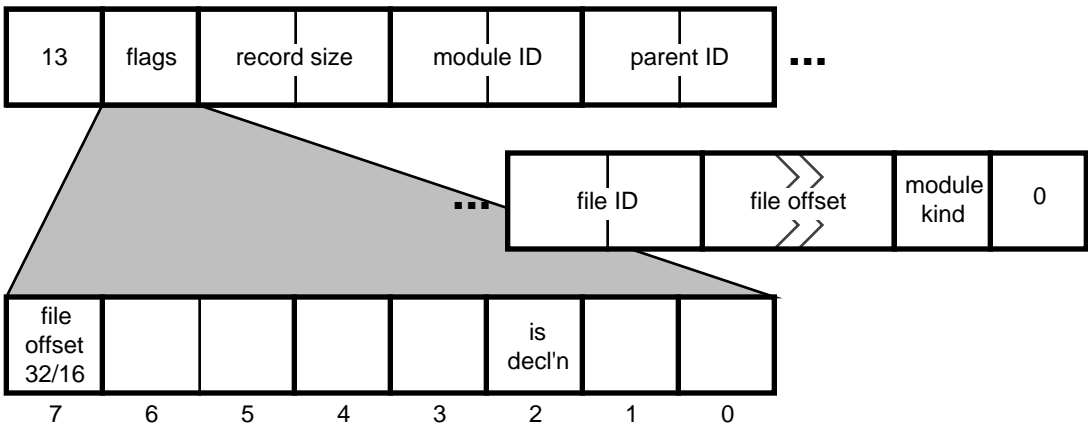 13 flags record size module ID parent ID ...
... file ID file offset module kind 0
file offset 32/16
is decl'n
7 6 5 4 3 2 1 0